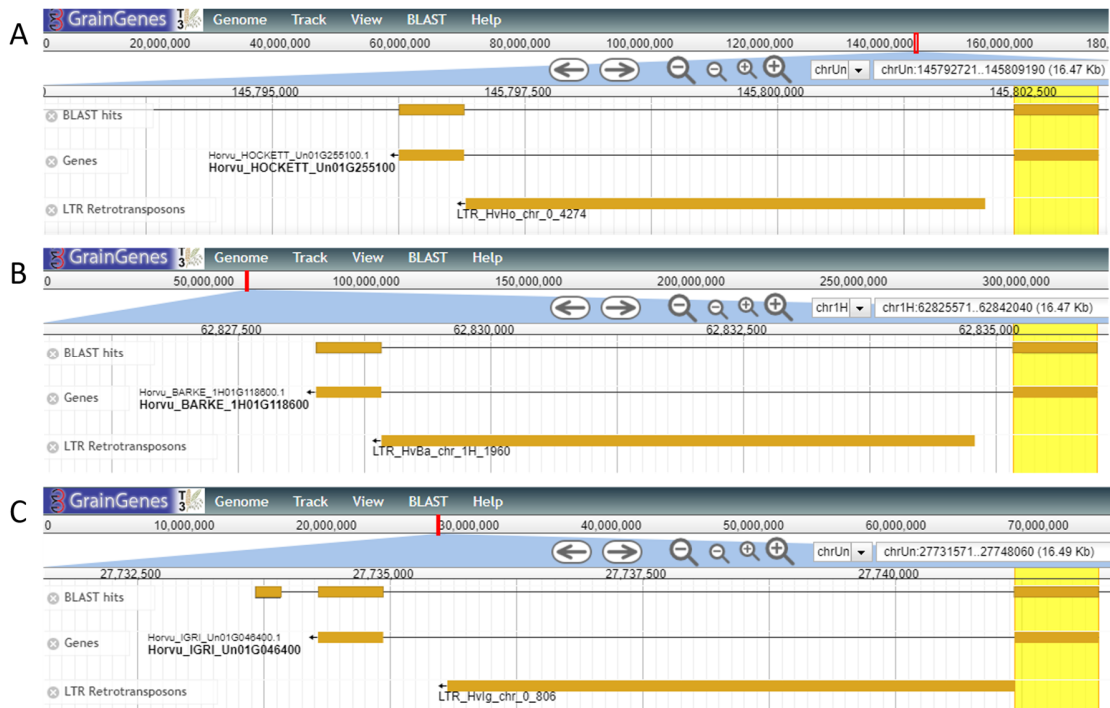 A
GrainGenes T3 Genome Track View BLAST Help
0 20,000,000 40,000,000 60,000,000 80,000,000 100,000,000 120,000,000 140,000,000 160,000,000 180,
chrUn chrUn:145792721..145809190 (16.47 Kb)
145,795,000 145,797,500 145,800,000 145,802,500
BLAST hits
Genes
Horvu_HOCKETT_Un01G255100.1
Horvu_HOCKETT_Un01G255100
LTR Retrotransposons
LTR_HvHo_chr_0_4274
B
GrainGenes T3 Genome Track View BLAST Help
0 50,000,000 100,000,000 150,000,000 200,000,000 250,000,000 300,000,000
chr1H chr1H:62825571..62842040 (16.47 Kb)
62,827,500 62,830,000 62,832,500 62,835,000
BLAST hits
Genes
Horvu_BARKE_1H01G118600.1
Horvu_BARKE_1H01G118600
LTR Retrotransposons
LTR_HvBa_chr_1H_1960
C
GrainGenes T3 Genome Track View BLAST Help
0 10,000,000 20,000,000 30,000,000 40,000,000 50,000,000 60,000,000 70,000,000
chrUn chrUn:27731571..27748060 (16.49 Kb)
27,732,500 27,735,000 27,737,500 27,740,000
BLAST hits
Genes
Horvu_IGRI_Un01G046400.1
Horvu_IGRI_Un01G046400
LTR Retrotransposons
LTR_HvIg_chr_0_806